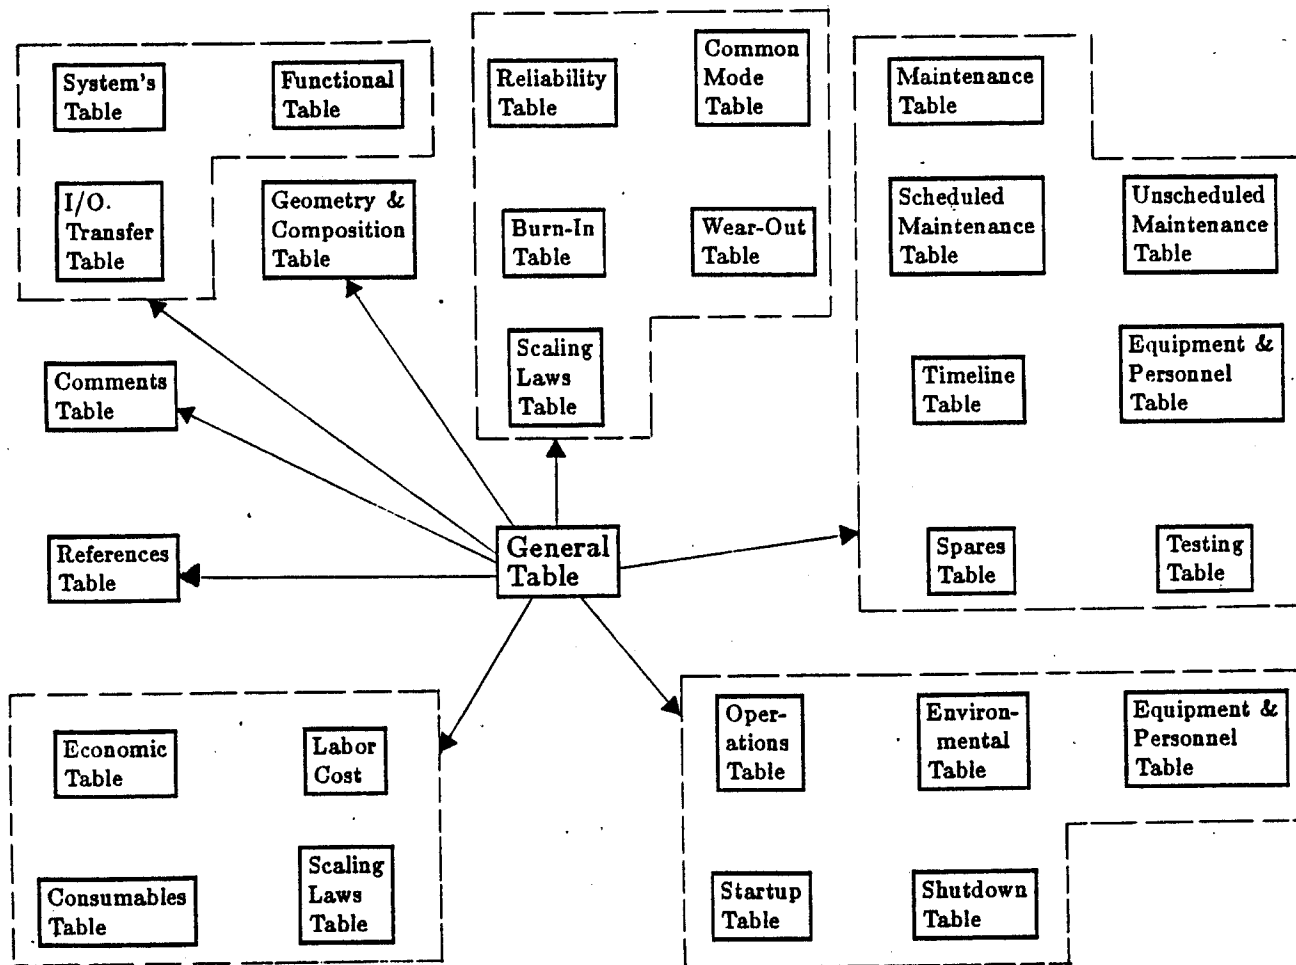 System's
Table
Functional
Table
I/O.
Transfer
Table
Geometry &
Composition
Table
Reliability
Table
Common
Mode
Table
Burn-In
Table
Wear-Out
Table
Scaling
Laws
Table
Maintenance
Table
Scheduled
Maintenance
Table
Unscheduled
Maintenance
Table
Timeline
Table
Equipment &
Personnel
Table
Spares
Table
Testing
Table
Comments
Table
References
Table
General
Table
Economic
Table
Labor
Cost
Consumables
Table
Scaling
Laws
Table
Oper-
ations
Table
Environ-
mental
Table
Equipment &
Personnel
Table
Startup
Table
Shutdown
Table